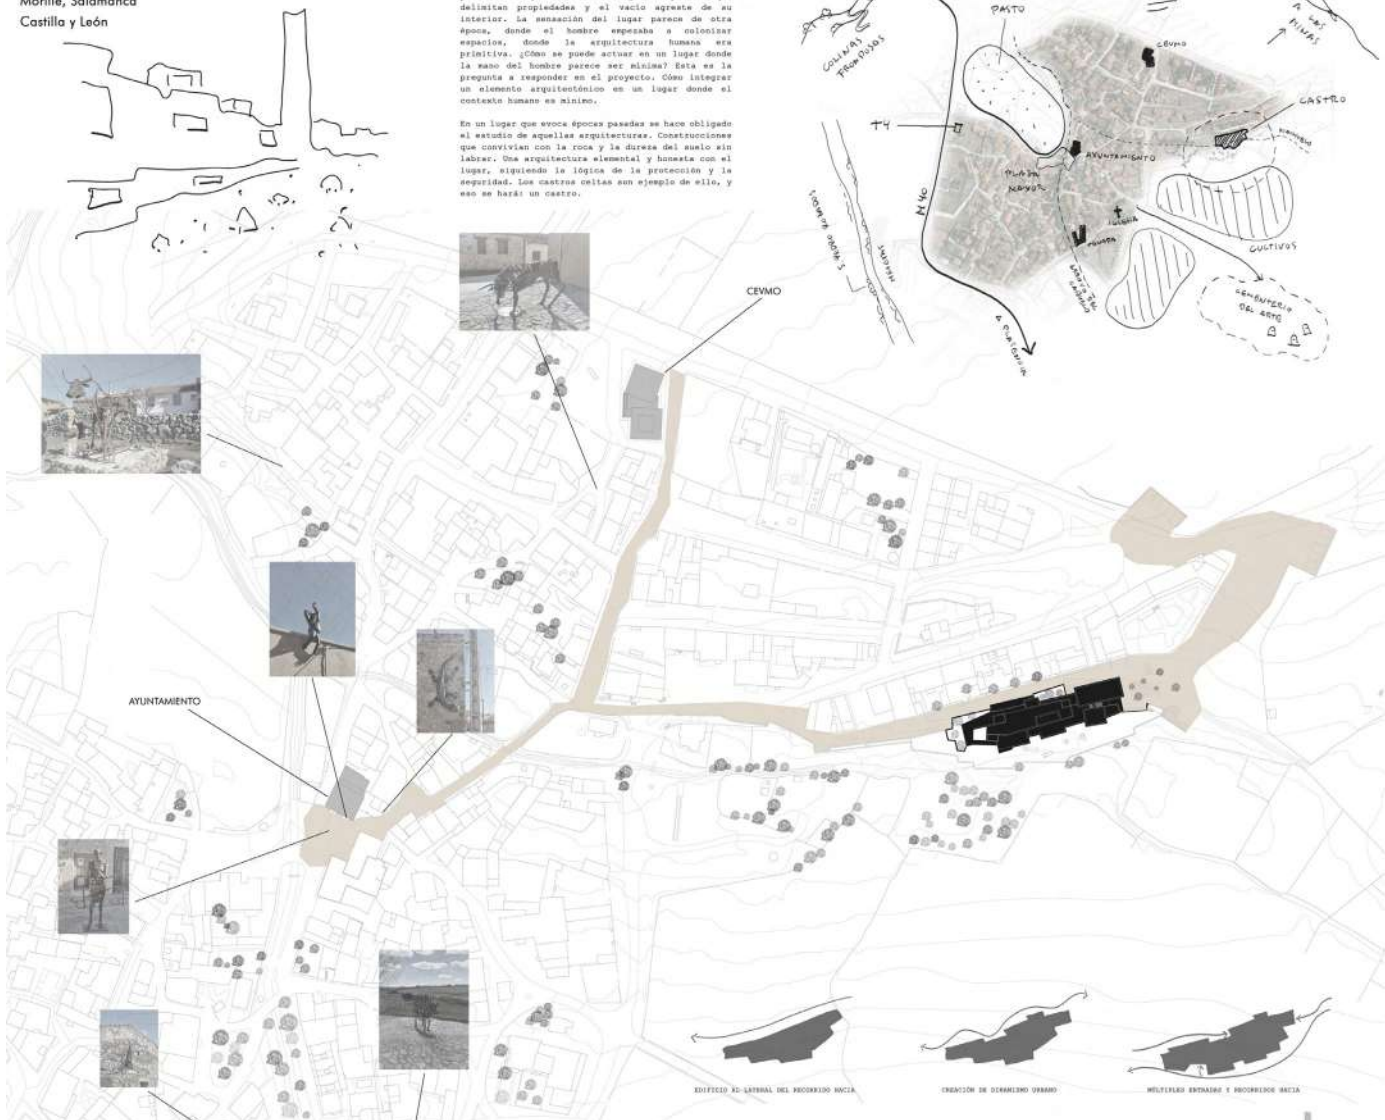 Morille, Salamanca
Castilla y León
delimitan propiedades y el vacío agreste de su
interior. La sensación del lugar parece de otra
época, donde el hombre empezaba a colonizar
espacios, donde la arquitectura humana era
primitiva. ¿Cómo se puede actuar en un lugar donde
la mano del hombre parece ser mínima? Esta es la
pregunta a responder en el proyecto. Cómo integrar
un elemento arquitectónico en un lugar donde el
contexto humano es mínimo.
En un lugar que evoca épocas pasadas se hace obligado
el estudio de aquellas arquitecturas. Construcciones
que convivían con la roca y la dureza del suelo sin
labrar. Una arquitectura elemental y honesta con el
lugar, siguiendo la lógica de la protección y la
seguridad. Los castros celtas son ejemplo de ello, y
eso se hará: un castro.
PASTO
COLINAS
FRONDOSAS
A LAS
MINAS
CEVMO
CASTRO
AYUNTAMIENTO
PLAZA
MAYOR
IGLESIA
CULTIVOS
CEMENTERIO
DEL ARTE
CEVMO
AYUNTAMIENTO
EDIFICIO AL LATERAL DEL RECORRIDO HACIA
CREACIÓN DE DINAMISMO URBANO
MÚLTIPLES ENTRADAS Y RECORRIDOS HACIA